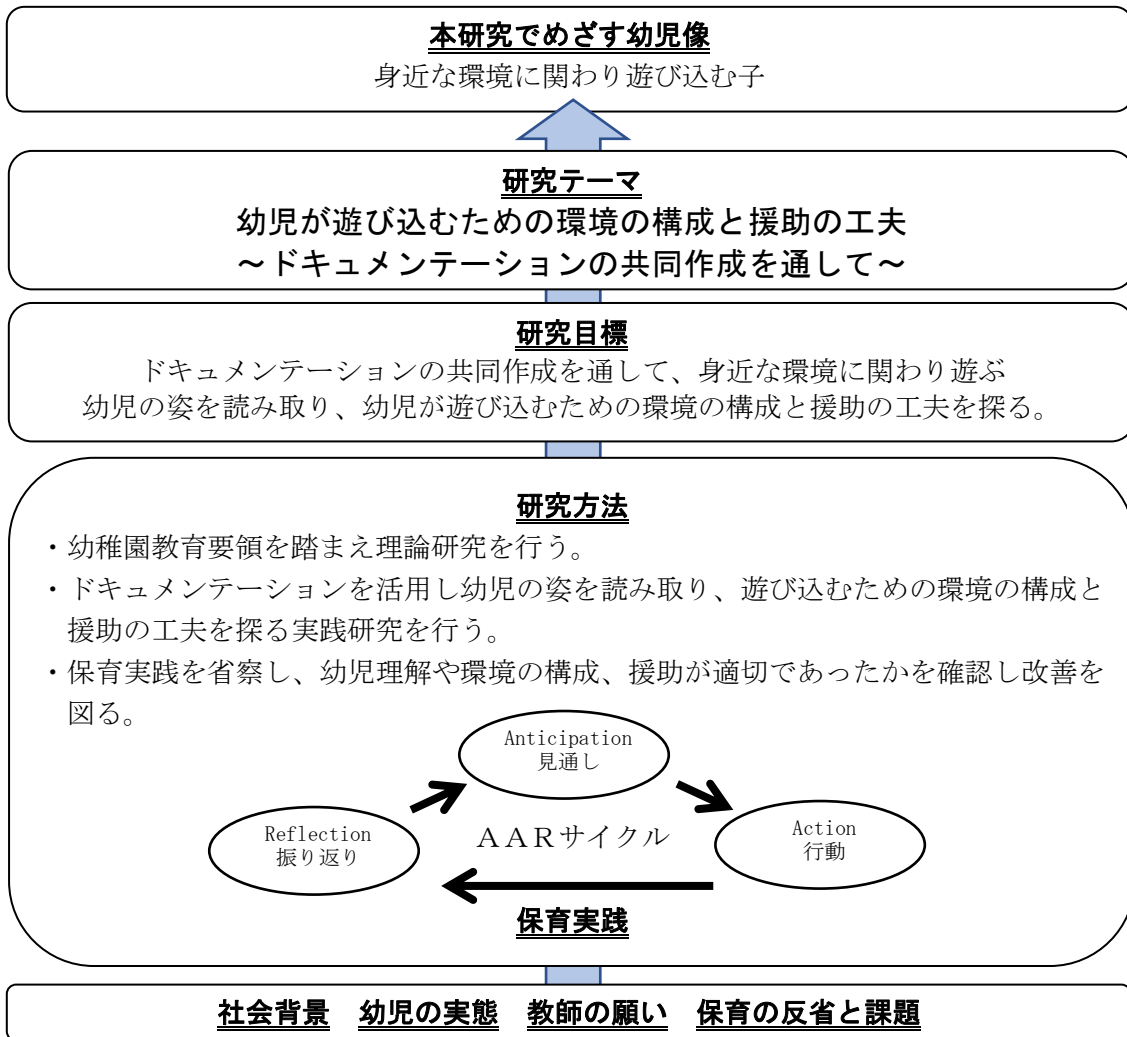 本研究でめざす幼児像
身近な環境に関わり遊び込む子
研究テーマ
幼児が遊び込むための環境の構成と援助の工夫
～ドキュメンテーションの共同作成を通して～
研究目標
ドキュメンテーションの共同作成を通して、身近な環境に関わり遊ぶ
幼児の姿を読み取り、幼児が遊び込むための環境の構成と援助の工夫を探る。
研究方法
・幼稚園教育要領を踏まえ理論研究を行う。
・ドキュメンテーションを活用し幼児の姿を読み取り、遊び込むための環境の構成と
援助の工夫を探る実践研究を行う。
・保育実践を省察し、幼児理解や環境の構成、援助が適切であったかを確認し改善を
図る。
Anticipation
見通し
Reflection
振り返り
ＡＡＲサイクル
Action
行動
保育実践
社会背景　幼児の実態　教師の願い　保育の反省と課題